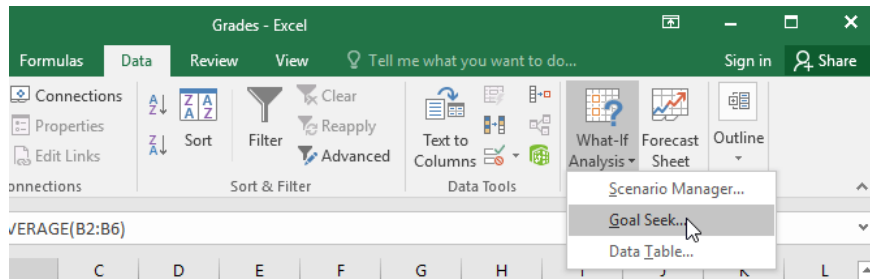 Grades - Excel
Formulas Data Review View Tell me what you want to do... Sign in Share
Connections
Properties
Edit Links
onnections
A Z
Z A
Z A A Z
Sort
Filter
Clear
Reapply
Advanced
Sort & Filter
Text to
Columns
Data Tools
What-If
Analysis
Forecast
Sheet
Outline
Scenario Manager...
Goal Seek...
Data Table...
VERAGE(B2:B6)
C D E F G H I J K L